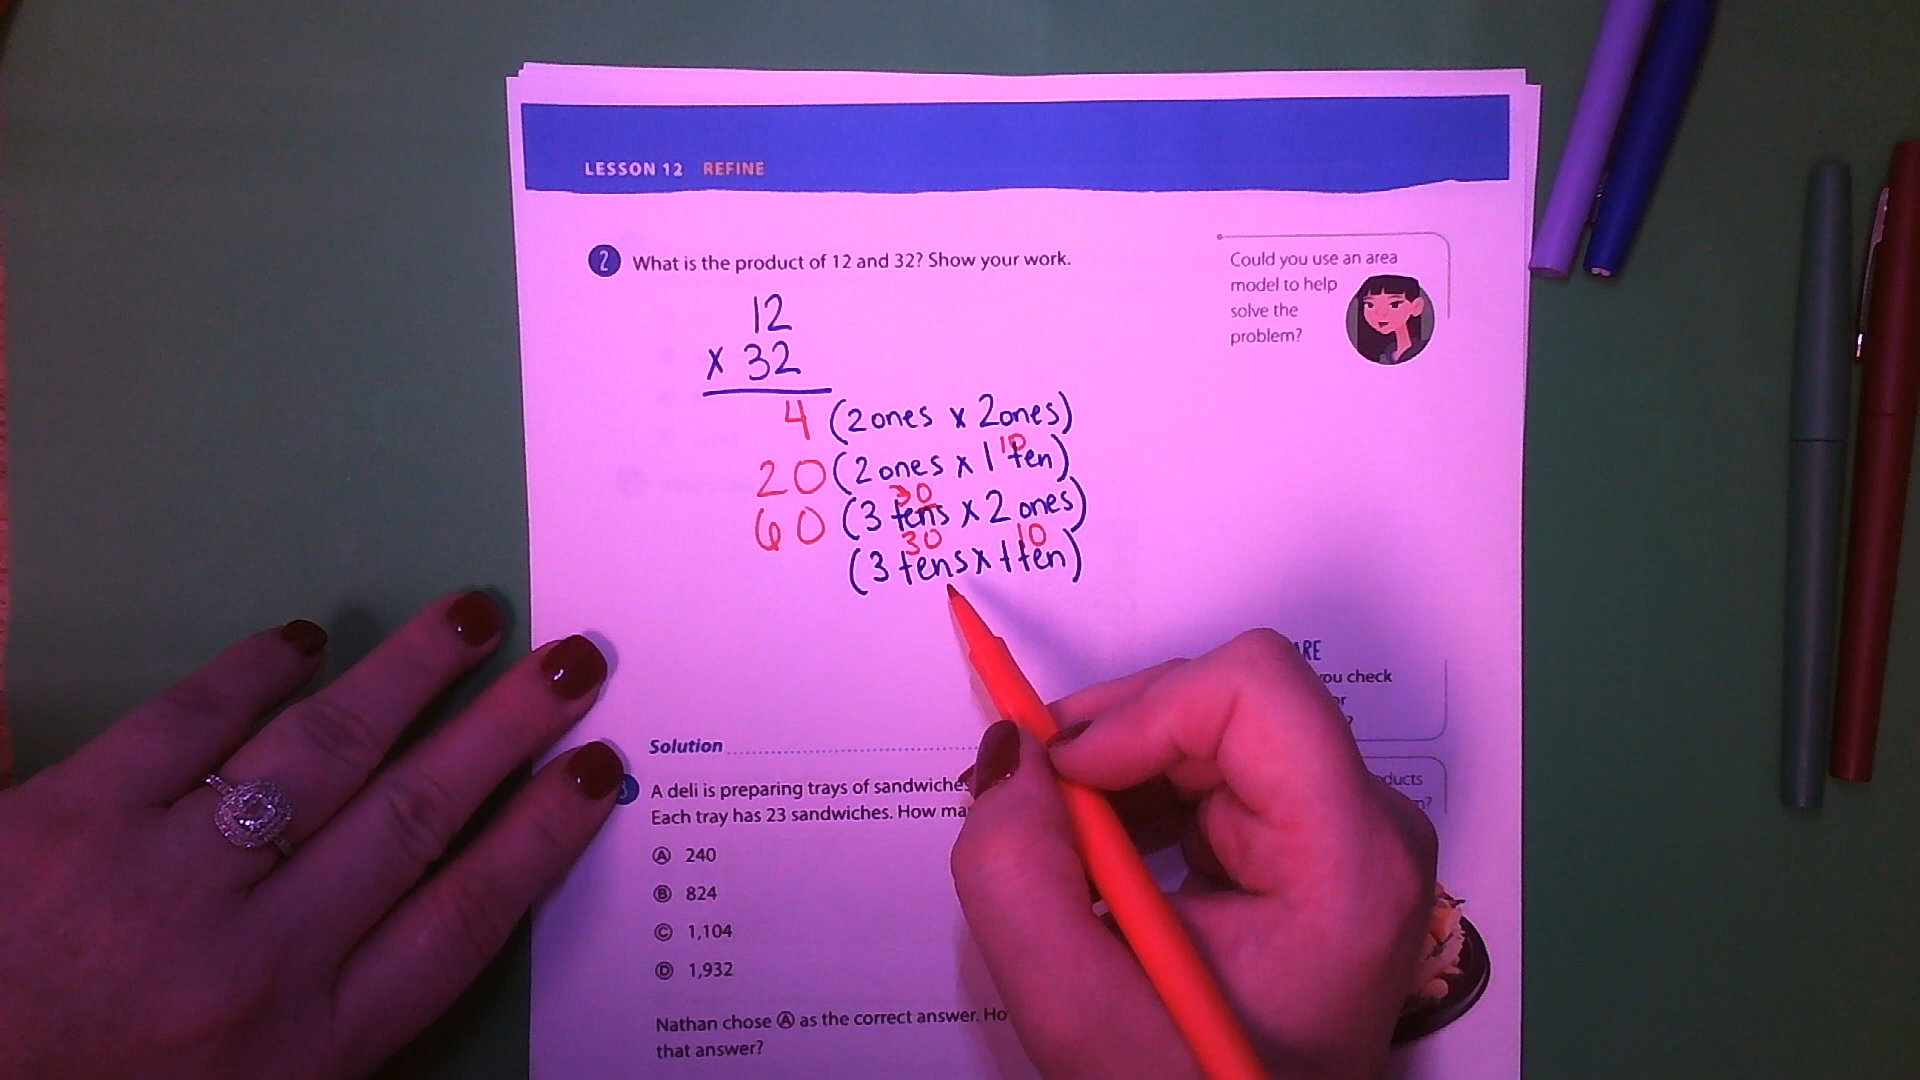 LESSON 12 REFINE
2 What is the product of 12 and 32? Show your work.
Could you use an area
model to help
solve the
problem?
12
x 32
4 (2 ones x 2 ones)
10
20 (2 ones x 1 ten)
30
60 (3 tens x 2 ones)
30 10
(3 tens x 1 ten)
you check
Solution
A deli is preparing trays of sandwiches
Each tray has 23 sandwiches. How
A 240
B 824
C 1,104
D 1,932
Nathan chose A as the correct answer.
that answer?